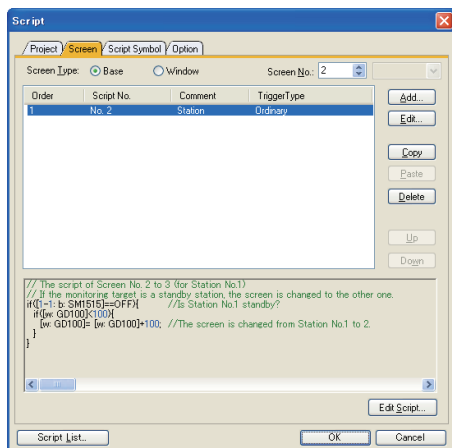 Script
Project Screen Script Symbol Option
Screen Type: Base Window Screen No.: 2
Order Script No. Comment TriggerType
1 No. 2 Station Ordinary
Add...
Edit...
Copy
Paste
Delete
Up
Down
// The script of Screen No. 2 to 3 (for Station No.1)
// If the monitoring target is a standby station, the screen is changed to the other one.
if([1-1: b: SM1515]==OFF){ //Is Station No.1 standby?
if([w: GD100]<100){
[w: GD100]= [w: GD100]+100; //The screen is changed from Station No.1 to 2.
}
}
Edit Script...
Script List... OK Cancel